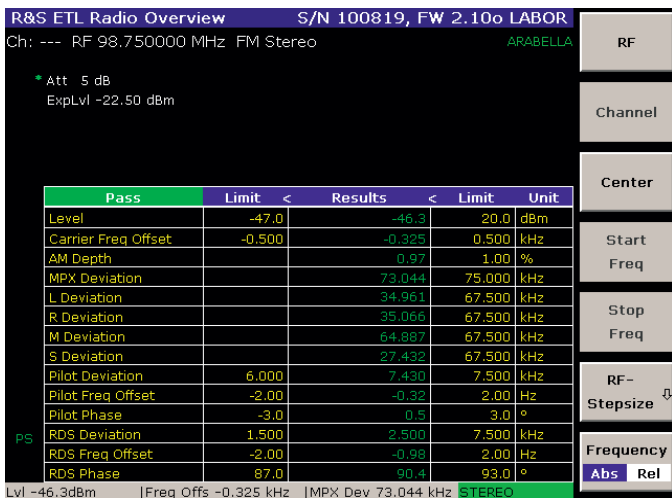 R&S ETL Radio Overview S/N 100819, FW 2.10o LABOR
Ch: --- RF 98.750000 MHz FM Stereo ARABELLA
* Att 5 dB
ExpLvl -22.50 dBm
Pass Limit < Results < Limit Unit
Level -47.0 -46.3 20.0 dBm
Carrier Freq Offset -0.500 -0.325 0.500 kHz
AM Depth 0.97 1.00 %
MPX Deviation 73.044 75.000 kHz
L Deviation 34.961 67.500 kHz
R Deviation 35.066 67.500 kHz
M Deviation 64.887 67.500 kHz
S Deviation 27.432 67.500 kHz
Pilot Deviation 6.000 7.430 7.500 kHz
Pilot Freq Offset -2.00 -0.32 2.00 Hz
Pilot Phase -3.0 0.5 3.0 °
PS RDS Deviation 1.500 2.500 7.500 kHz
RDS Freq Offset -2.00 -0.98 2.00 Hz
RDS Phase 87.0 90.4 93.0 °
Lvl -46.3dBm |Freq Offs -0.325 kHz |MPX Dev 73.044 kHz STEREO
RF
Channel
Center
Start
Freq
Stop
Freq
RF-
Stepsize ⇩
Frequency
Abs Rel